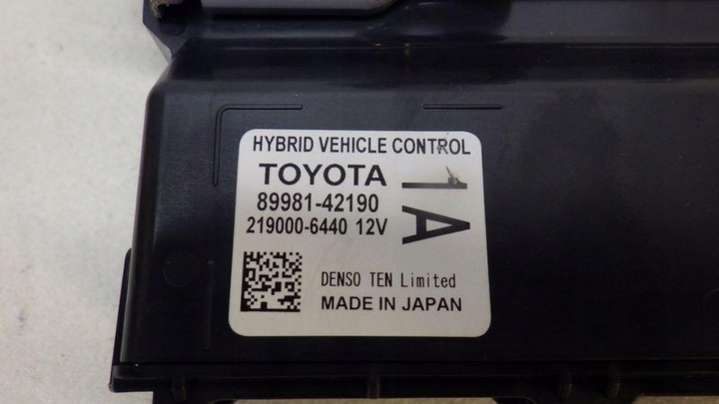 HYBRID VEHICLE CONTROL
TOYOTA
89981-42190
219000-6440 12V
1A
DENSO TEN Limited
MADE IN JAPAN